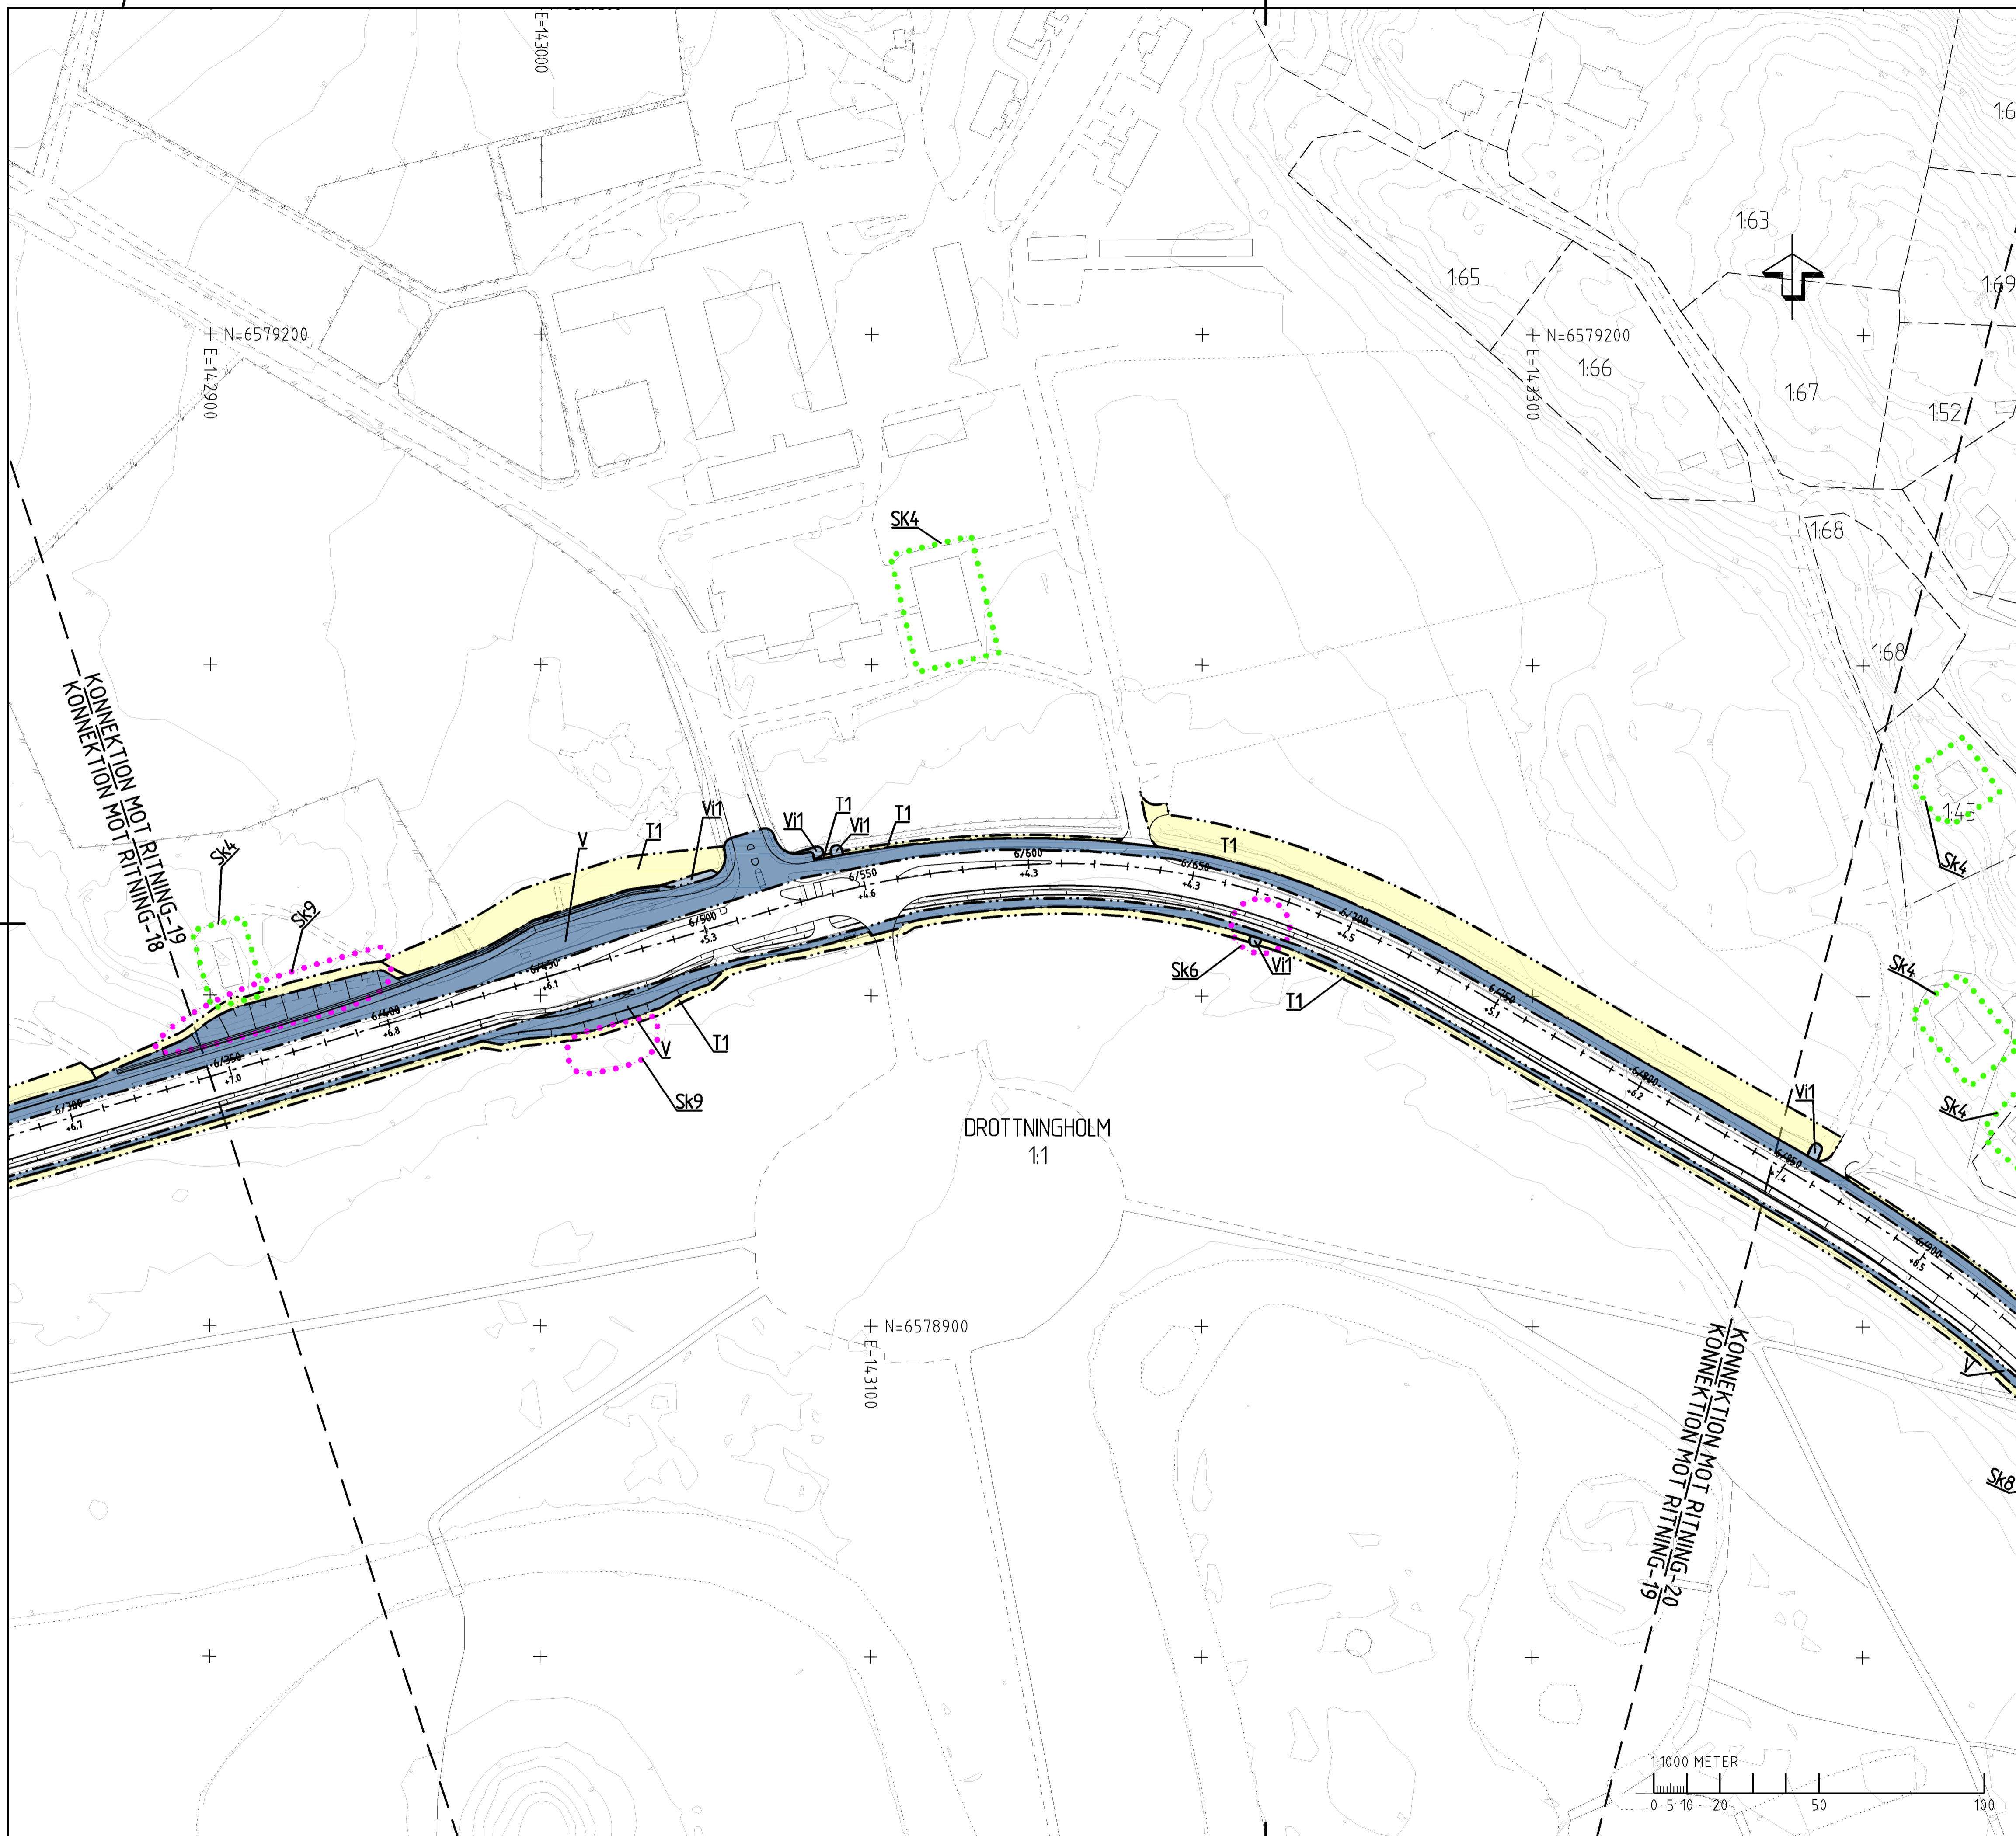 E=143000
1:63
1:65
1:69
N=6579200
E=142900
N=6579200
E=143300
1:66
1:67
1:52
SK4
1:68
1:68
KONNEKTION MOT RITNING-19
KONNEKTION MOT RITNING-18
1:45
Sk4
Vi1
T1
V
T1
Vi1
Vi1
T1
T1
Sk4
Sk9
6/600
+4.3
6/650
+4.3
6/550
+4.6
6/500
+5.3
6/700
+4.5
6/450
+6.1
Sk6
Vi1
T1
Sk4
6/750
+5.1
6/400
+6.8
V
T1
6/350
+7.0
6/800
+6.2
Sk9
Vi1
Sk4
6/300
+6.7
DROTTNINGHOLM
1:1
6/850
+7.4
6/900
+8.5
N=6578900
E=143100
V
KONNEKTION MOT RITNING-20
KONNEKTION MOT RITNING-19
Sk8
1:1000 METER
0 5 10 20 50 100